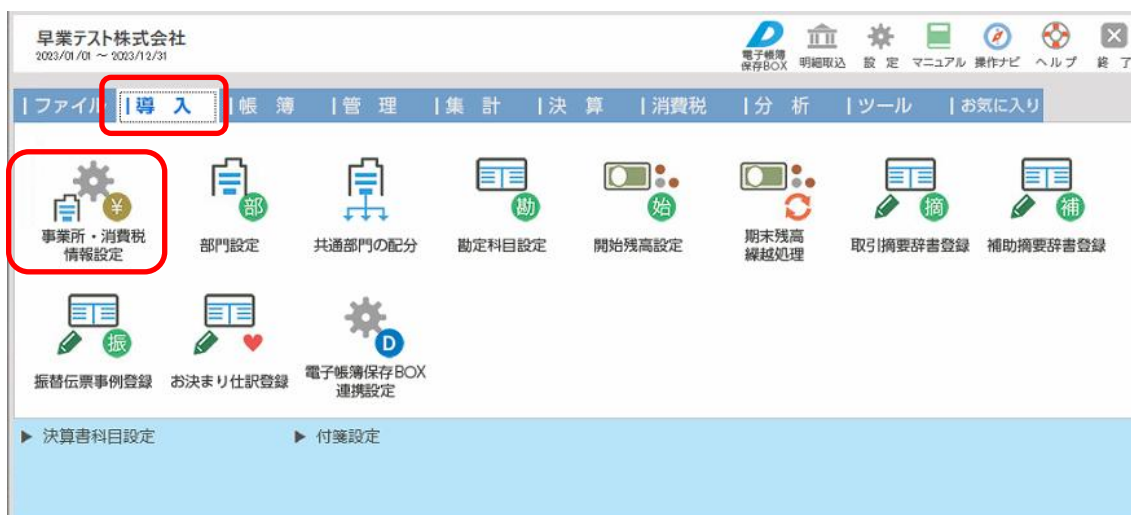 早業テスト株式会社
2023/01/01 ～ 2023/12/31
電子帳簿
保存BOX
明細取込
設 定
マニュアル
操作ナビ
ヘルプ
終 了
ファイル
導 入
帳 簿
管 理
集 計
決 算
消費税
分 析
ツール
お気に入り
¥
事業所・消費税
情報設定
部
部門設定
共通部門の配分
勘
勘定科目設定
始
開始残高設定
期末残高
繰越処理
摘
取引摘要辞書登録
補
補助摘要辞書登録
振
振替伝票事例登録
お決まり仕訳登録
D
電子帳簿保存BOX
連携設定
▶ 決算書科目設定
▶ 付箋設定